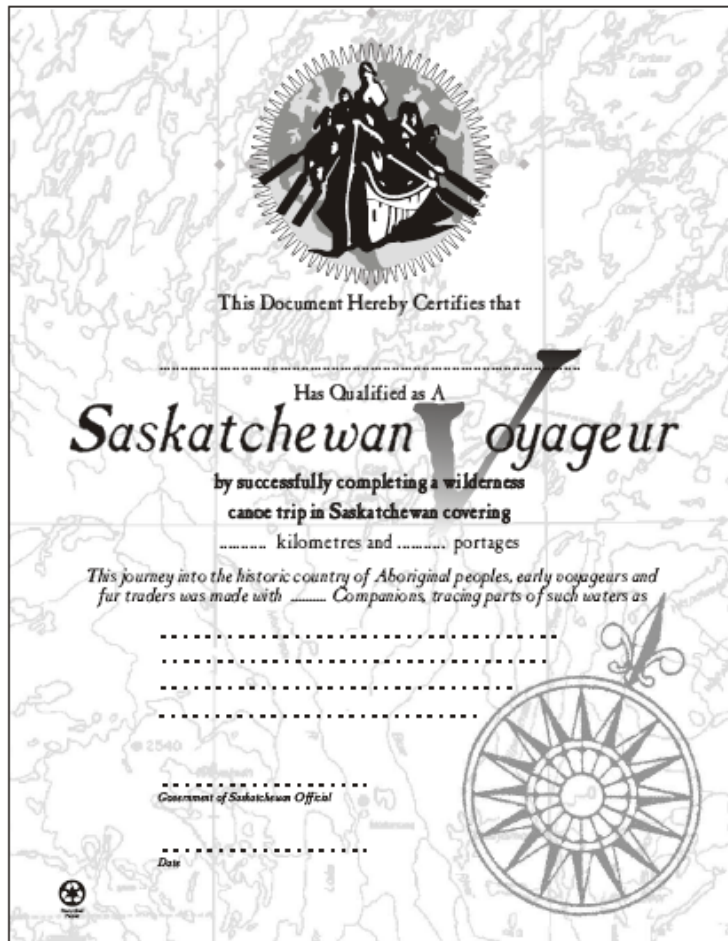 This Document Hereby Certifies that
Has Qualified as A
Saskatchewan Voyageur
by successfully completing a wilderness
canoe trip in Saskatchewan covering
............ kilometres and ............ portages
This journey into the historic country of Aboriginal peoples, early voyageurs and
fur traders was made with .......... Companions, tracing parts of such waters as
2540
Government of Saskatchewan Official
Date